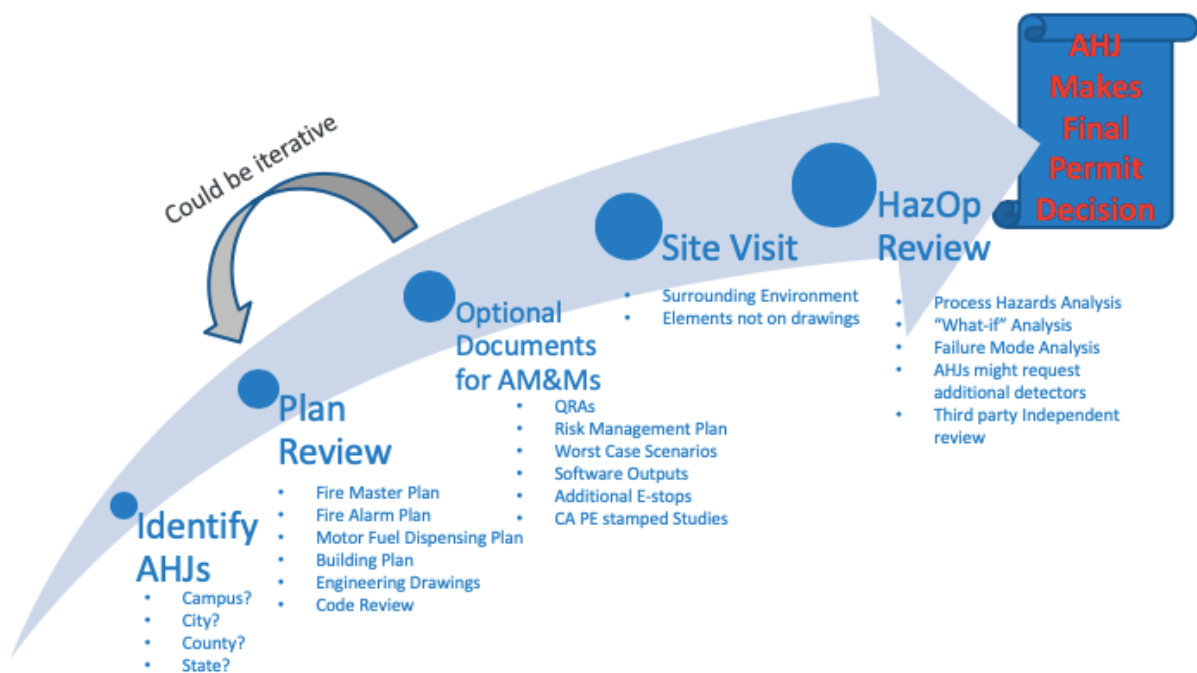 Could be iterative
Identify
AHJs
• Campus?
• City?
• County?
• State?
Plan
Review
• Fire Master Plan
• Fire Alarm Plan
• Motor Fuel Dispensing Plan
• Building Plan
• Engineering Drawings
• Code Review
Optional
Documents
for AM&Ms
• QRAs
• Risk Management Plan
• Worst Case Scenarios
• Software Outputs
• Additional E-stops
• CA PE stamped Studies
Site Visit
• Surrounding Environment
• Elements not on drawings
HazOp
Review
• Process Hazards Analysis
• “What-if” Analysis
• Failure Mode Analysis
• AHJs might request
additional detectors
• Third party Independent
review
AHJ
Makes
Final
Permit
Decision